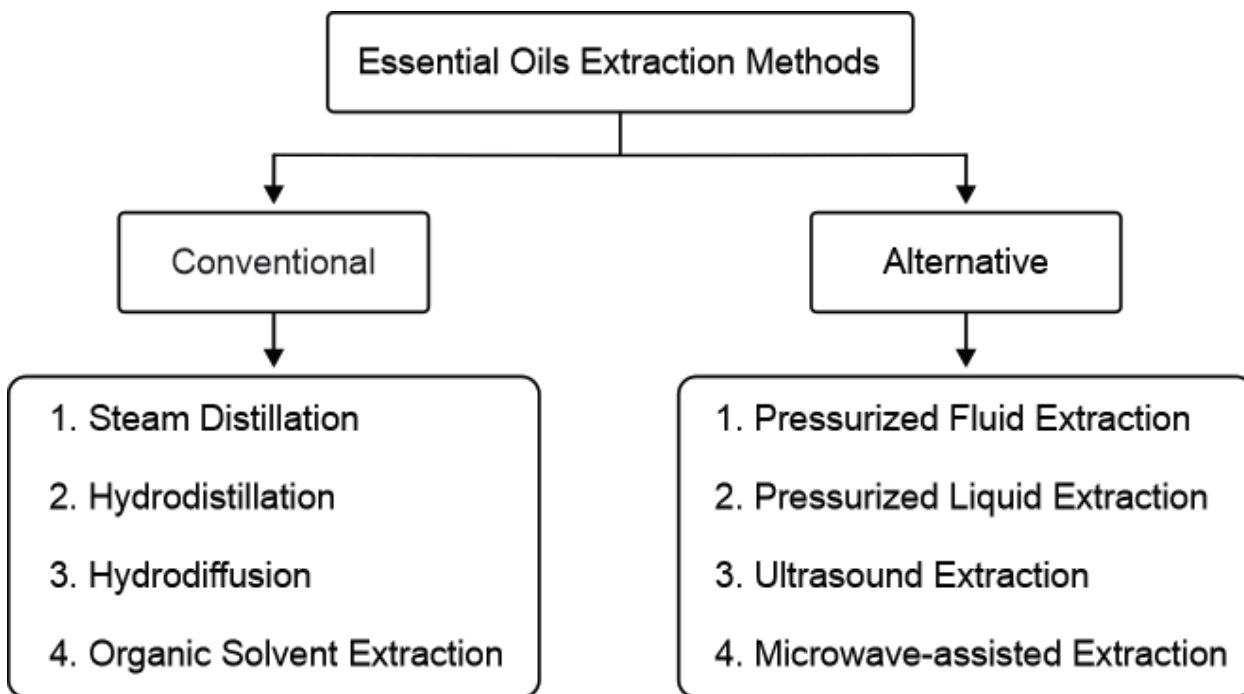 Essential Oils Extraction Methods
Conventional
Alternative
1. Steam Distillation
2. Hydrodistillation
3. Hydrodiffusion
4. Organic Solvent Extraction
1. Pressurized Fluid Extraction
2. Pressurized Liquid Extraction
3. Ultrasound Extraction
4. Microwave-assisted Extraction